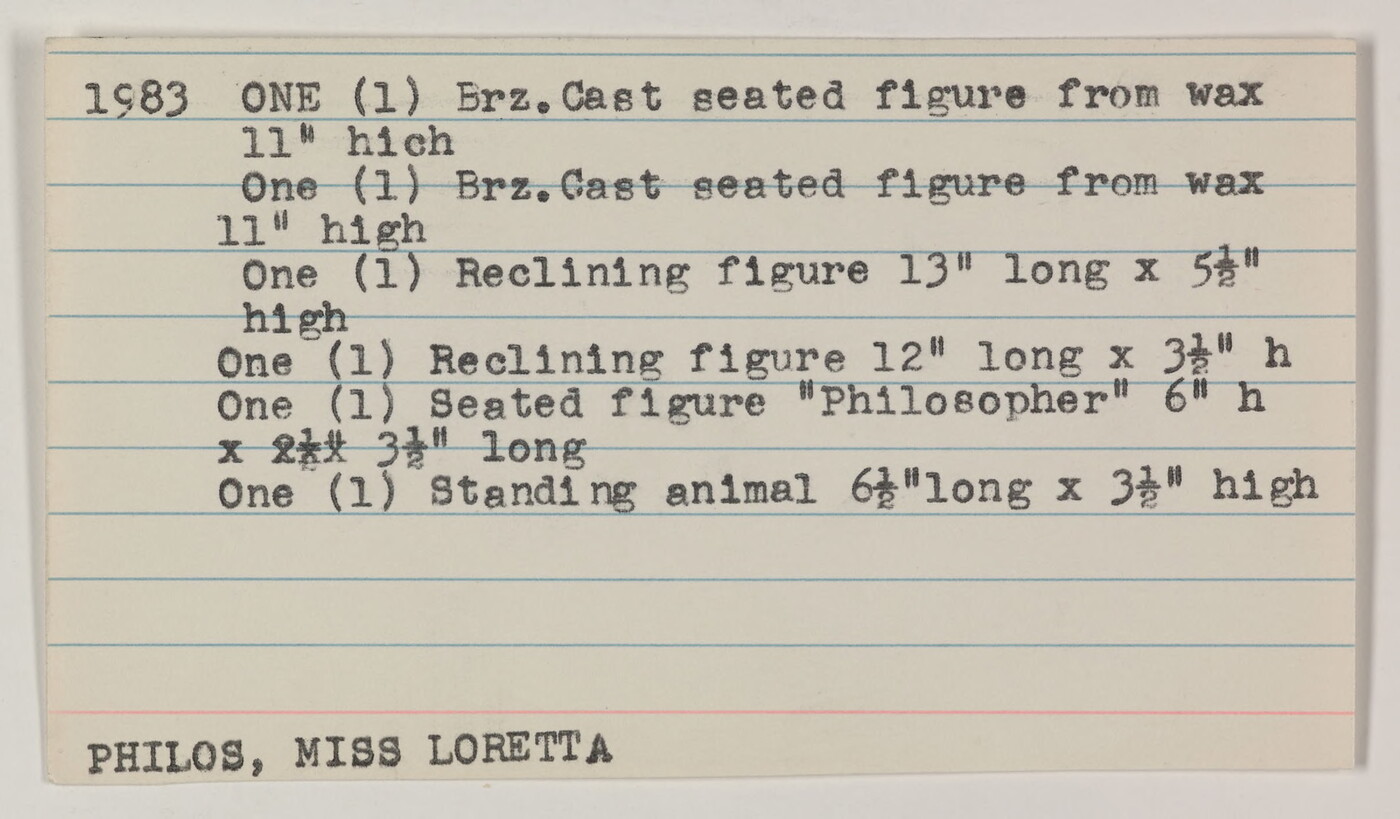 1983 ONE (1) Brz.Cast seated figure from wax
11" hich
One (1) Brz.Cast seated figure from wax
11" high
One (1) Reclining figure 13" long x 5½"
high
One (1) Reclining figure 12" long x 3½" h
One (1) Seated figure "Philosopher" 6" h
x 3½" long
One (1) Standing animal 6½"long x 3½" high
PHILOS, MISS LORETTA